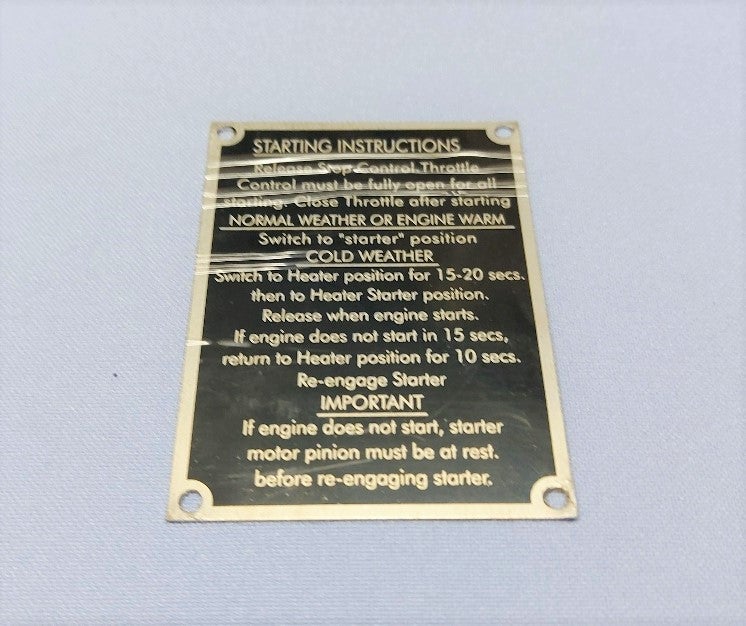 STARTING INSTRUCTIONS
Release Stop Control Throttle
Control must be fully open for all
starting. Close Throttle after starting
NORMAL WEATHER OR ENGINE WARM
Switch to "starter" position
COLD WEATHER
Switch to Heater position for 15-20 secs.
then to Heater Starter position.
Release when engine starts.
If engine does not start in 15 secs,
return to Heater position for 10 secs.
Re-engage Starter
IMPORTANT
If engine does not start, starter
motor pinion must be at rest.
before re-engaging starter.